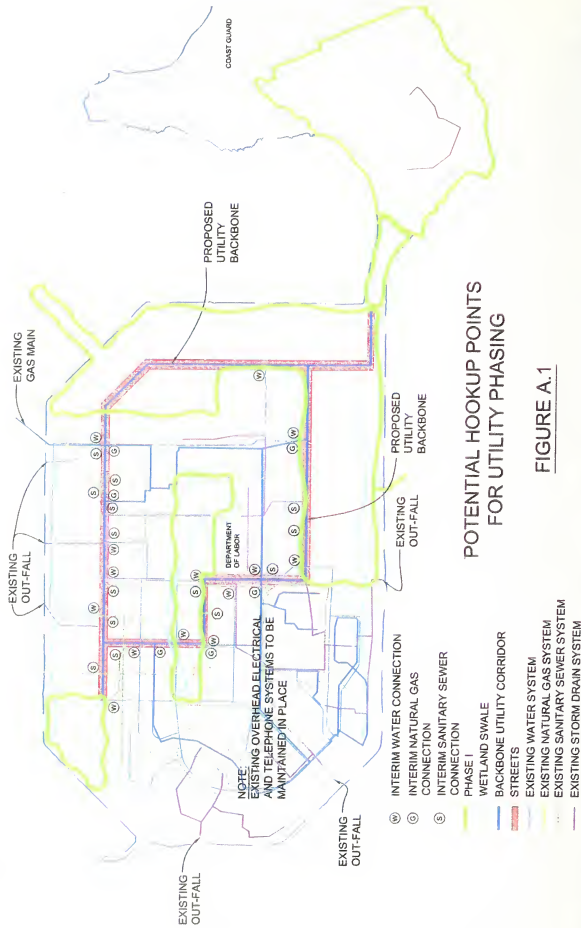 COAST GUARD
PROPOSED
UTILITY
BACKBONE
EXISTING
GAS MAIN
EXISTING
OUT-FALL
W
S
W
G
S
S
G
S
S
W
S
W
W
S
S
W
G
W
G
W
S
W
S
W
G
S
W
S
S
G
W
W
W
DEPARTMENT
OF LABOR
PROPOSED
UTILITY
BACKBONE
EXISTING
OUT-FALL
NOTE:
EXISTING OVERHEAD ELECTRICAL
AND TELEPHONE SYSTEMS TO BE
MAINTAINED IN PLACE
EXISTING
OUT-FALL
EXISTING
OUT-FALL
POTENTIAL HOOKUP POINTS
FOR UTILITY PHASING
FIGURE A.1
W INTERIM WATER CONNECTION
G INTERIM NATURAL GAS
CONNECTION
S INTERIM SANITARY SEWER
CONNECTION
PHASE I
WETLAND SWALE
BACKBONE UTILITY CORRIDOR
STREETS
EXISTING WATER SYSTEM
EXISTING NATURAL GAS SYSTEM
EXISTING SANITARY SEWER SYSTEM
EXISTING STORM DRAIN SYSTEM